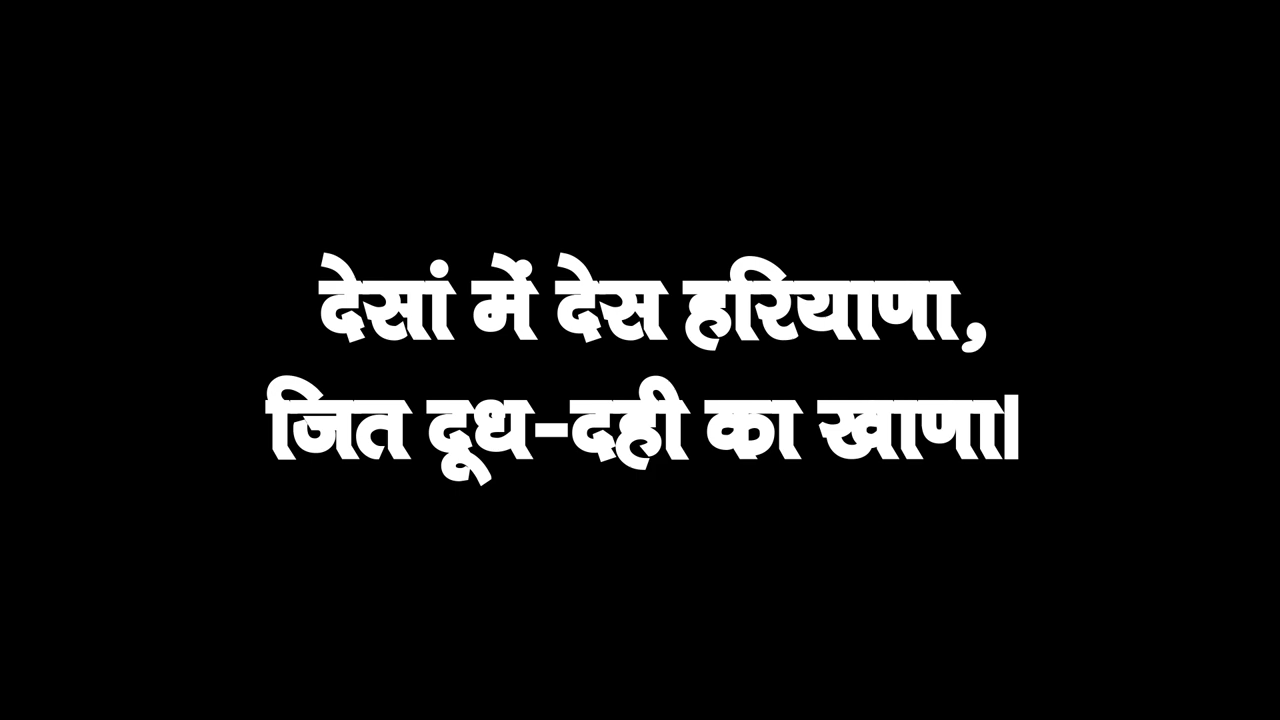 देसां में देस हरियाणा,
जित दूध-दही का खाणा।